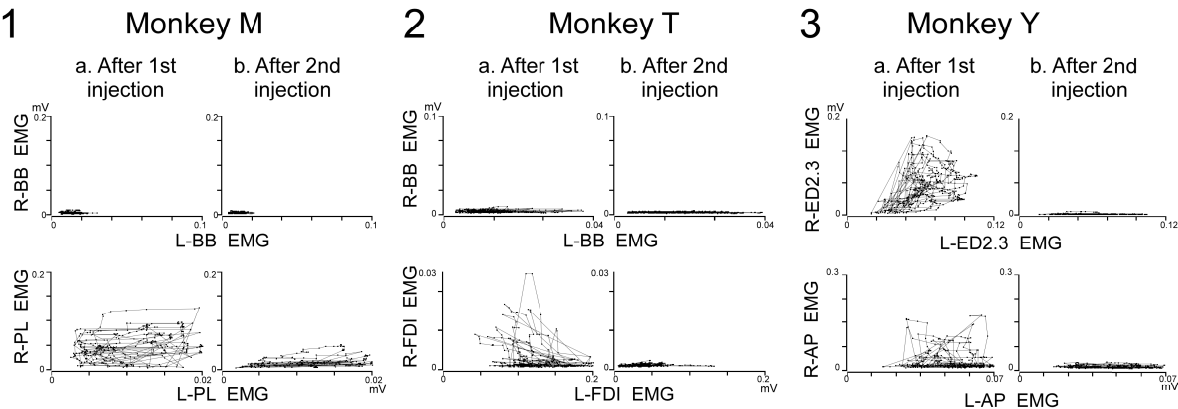 1 Monkey M
a. After 1st
injection
b. After 2nd
injection
mV
0.2
0
R-BB EMG
0 0.1
0.2
0
0 0.1
L-BB EMG
0.2
0
R-PL EMG
0 0.02
0.2
0
0 0.02
mV
L-PL EMG
2 Monkey T
a. After 1st
injection
b. After 2nd
injection
mV
0.1
0
R-BB EMG
0 0.04
0.1
0
0 0.04
L-BB EMG
0.03
0
R-FDI EMG
0 0.2
0.03
0
0 0.2
mV
L-FDI EMG
3 Monkey Y
a. After 1st
injection
b. After 2nd
injection
mV
0.2
0
R-ED2.3 EMG
0 0.12
0.2
0
0 0.12
L-ED2.3 EMG
0.3
0
R-AP EMG
0 0.07
0.3
0
0 0.07
mV
L-AP EMG